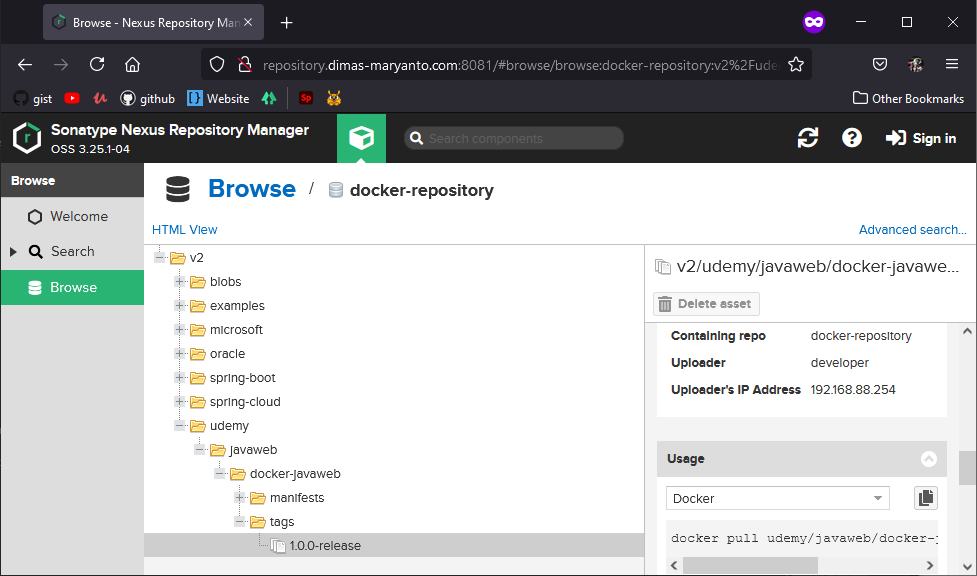 Browse - Nexus Repository Man
repository.dimas-maryanto.com:8081/#browse/browse:docker-repository:v2%2Fude
gist
github
Website
Sp
Other Bookmarks
Sonatype Nexus Repository Manager
OSS 3.25.1-04
Search components
Sign in
Browse
Welcome
Search
Browse
Browse / docker-repository
HTML View
Advanced search...
v2
blobs
examples
microsoft
oracle
spring-boot
spring-cloud
udemy
javaweb
docker-javaweb
manifests
tags
1.0.0-release
v2/udemy/javaweb/docker-javawe...
Delete asset
Containing repo docker-repository
Uploader developer
Uploader's IP Address 192.168.88.254
Usage
Docker
docker pull udemy/javaweb/docker-j